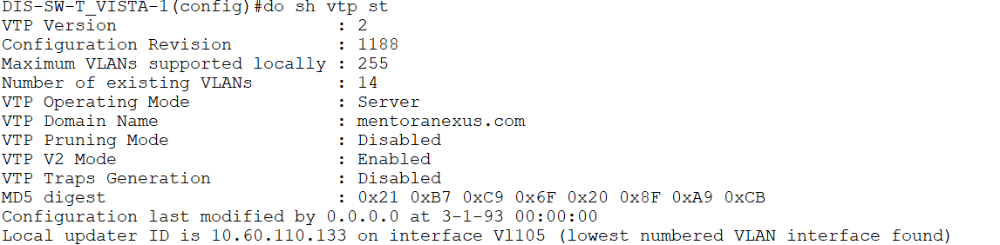 DIS-SW-T_VISTA-1(config)#do sh vtp st
VTP Version                     : 2
Configuration Revision          : 1188
Maximum VLANs supported locally : 255
Number of existing VLANs        : 14
VTP Operating Mode              : Server
VTP Domain Name                 : mentoranexus.com
VTP Pruning Mode                : Disabled
VTP V2 Mode                     : Enabled
VTP Traps Generation            : Disabled
MD5 digest                      : 0x21 0xB7 0xC9 0x6F 0x20 0x8F 0xA9 0xCB
Configuration last modified by 0.0.0.0 at 3-1-93 00:00:00
Local updater ID is 10.60.110.133 on interface Vl105 (lowest numbered VLAN interface found)